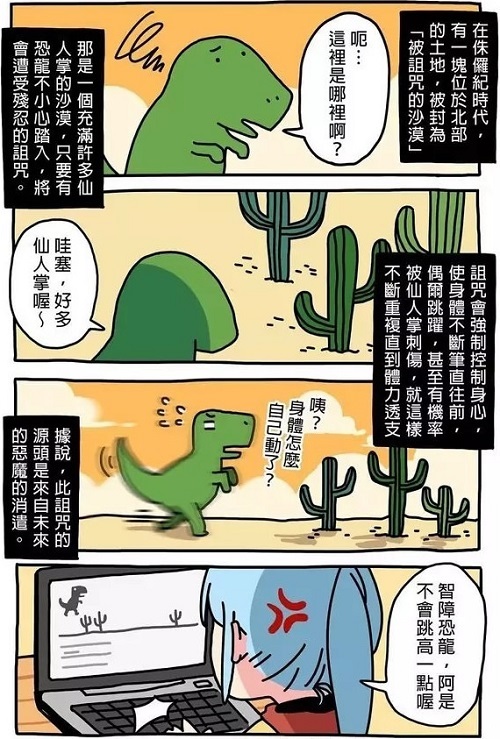 在侏儸紀時代，
有一塊位於北部
的土地，被封為
「被詛咒的沙漠」
呃…
這裡是哪裡啊？
那是一個充滿許多仙
人掌的沙漠，只要有
恐龍不小心踏入，將
會遭受殘忍的詛咒。
哇塞，好多
仙人掌喔～
詛咒會強制控制身心，
使身體不斷筆直往前，
偶爾跳躍，甚至有機率
被仙人掌刺傷，就這樣
不斷重複直到體力透支
咦？
身體怎麼
自己動了？
據說，此詛咒的
源頭是來自未來
的惡魔的消遣。
智障恐龍，阿是
不會跳高一點喔